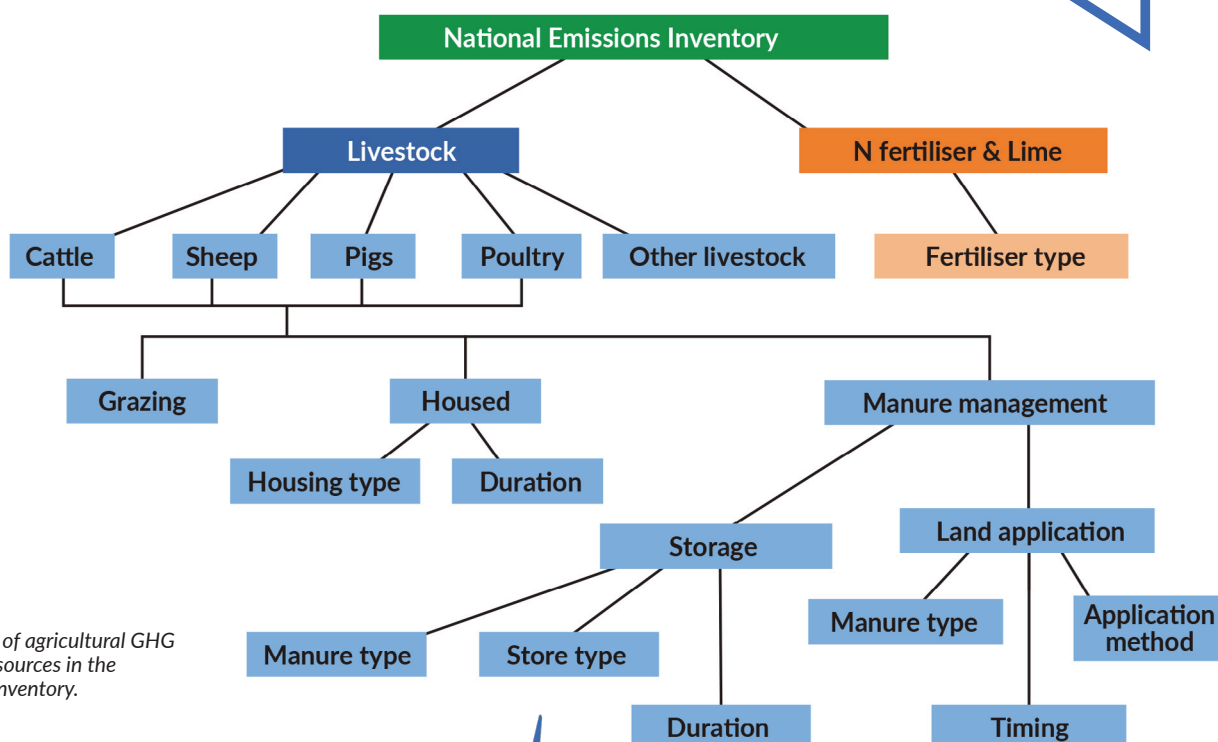 National Emissions Inventory
Livestock
N fertiliser & Lime
Cattle
Sheep
Pigs
Poultry
Other livestock
Fertiliser type
Grazing
Housed
Manure management
Housing type
Duration
Storage
Land application
Manure type
Store type
Duration
Manure type
Timing
Application
method
of agricultural GHG
sources in the
nventory.